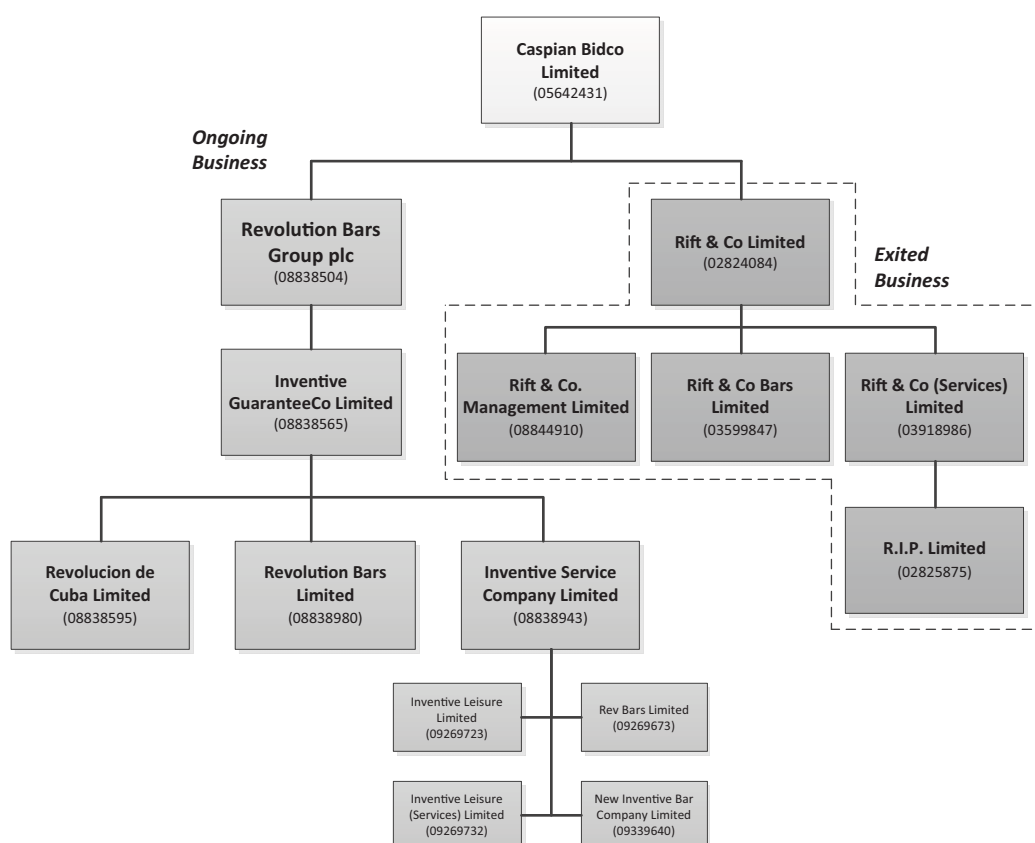 Caspian Bidco
Limited
(05642431)
Ongoing
Business
Revolution Bars
Group plc
(08838504)
Rift & Co Limited
(02824084)
Exited
Business
Inventive
GuaranteeCo Limited
(08838565)
Rift & Co.
Management Limited
(08844910)
Rift & Co Bars
Limited
(03599847)
Rift & Co (Services)
Limited
(03918986)
R.I.P. Limited
(02825875)
Revolucion de
Cuba Limited
(08838595)
Revolution Bars
Limited
(08838980)
Inventive Service
Company Limited
(08838943)
Inventive Leisure
Limited
(09269723)
Rev Bars Limited
(09269673)
Inventive Leisure
(Services) Limited
(09269732)
New Inventive Bar
Company Limited
(09339640)